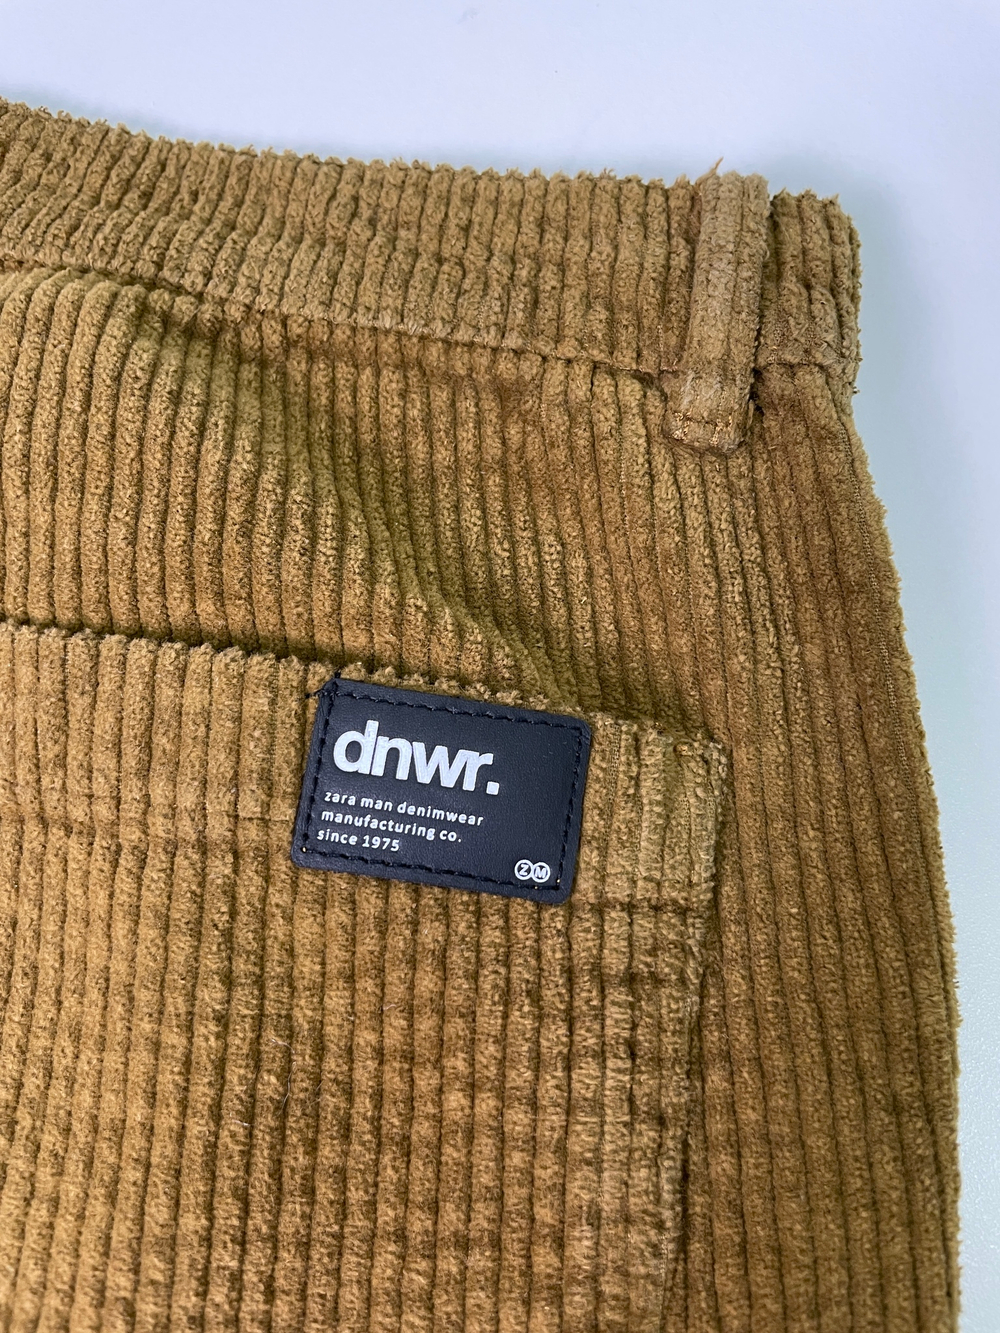 dnwr.
zara man denimwear
manufacturing co.
since 1975
ZM